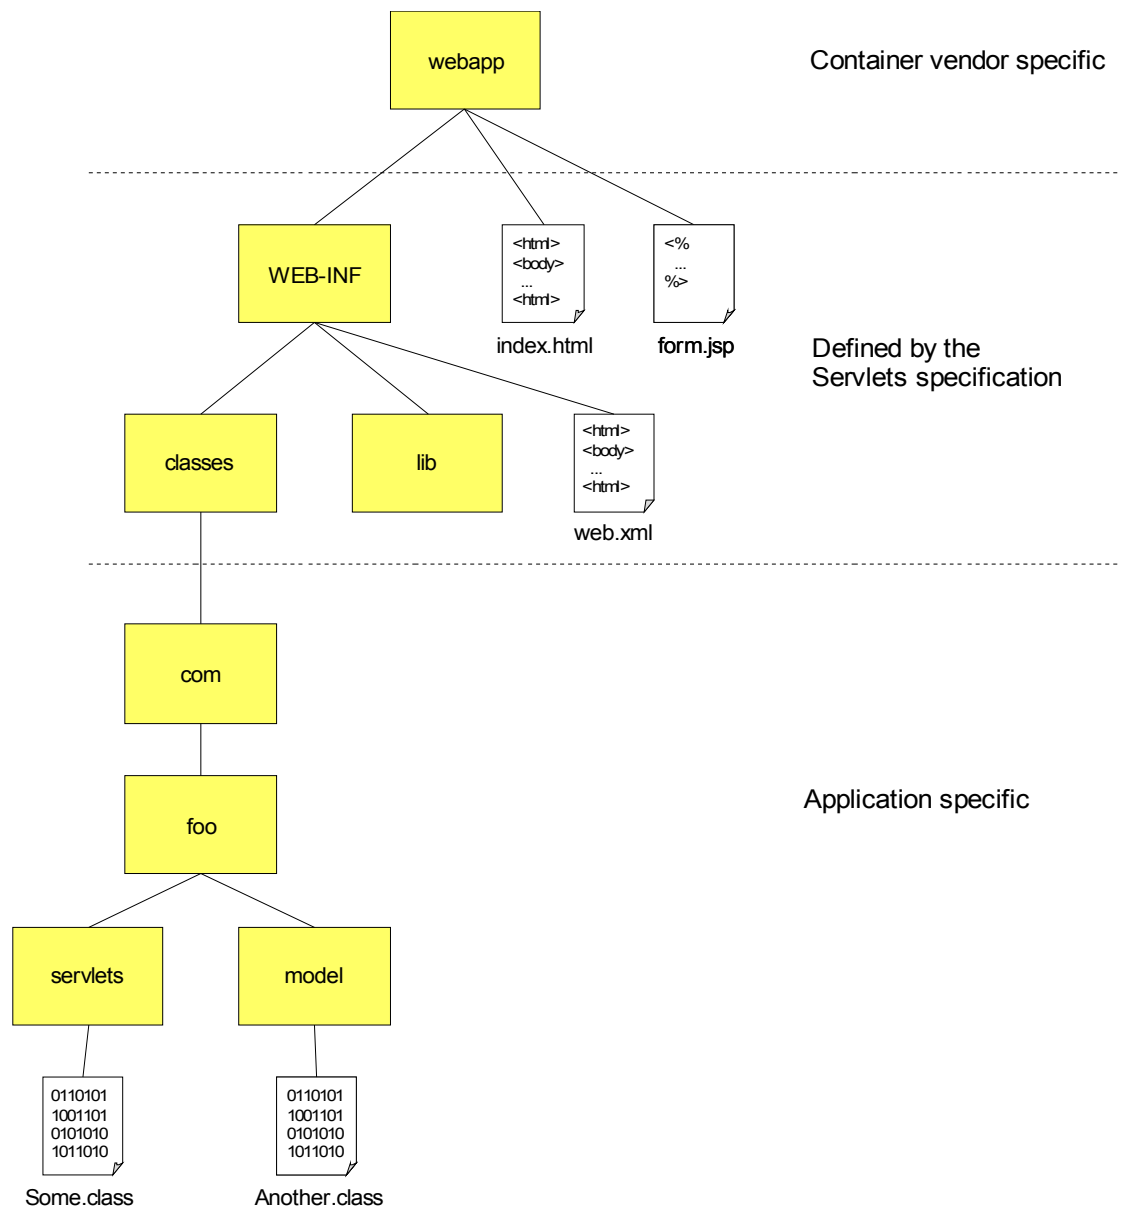 webapp
Container vendor specific
WEB-INF
<html>
<body>
...
<html>
index.html
<%
...
%>
form.jsp
Defined by the
Servlets specification
classes
lib
<html>
<body>
...
<html>
web.xml
com
foo
Application specific
servlets
model
0110101
1001101
0101010
1011010
Some.class
0110101
1001101
0101010
1011010
Another.class